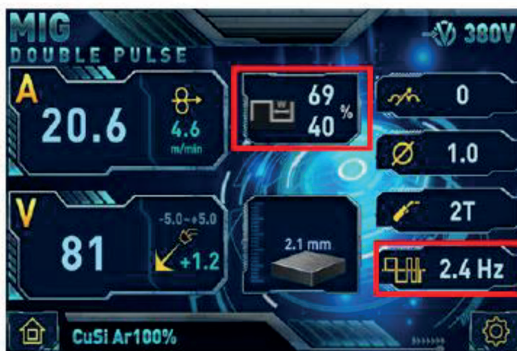 MIG
DOUBLE PULSE
380V
A
20.6
4.6
m/min
W
69
40
%
0
1.0
2T
2.4 Hz
V
81
-5.0~+5.0
+1.2
2.1 mm
CuSi Ar100%